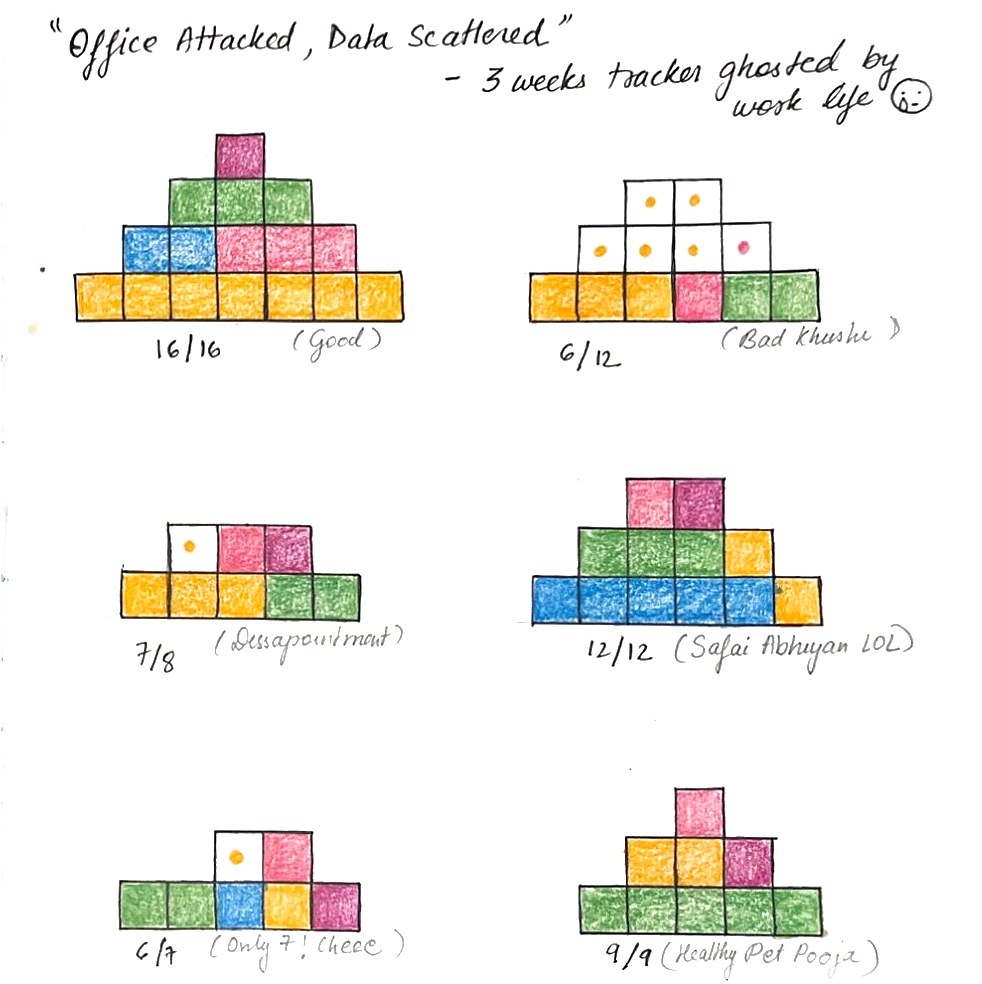 "Office Attacked, Data Scattered"
- 3 weeks tracker ghosted by
work life
16/16 (Good)
6/12 (Bad Khushi)
7/8 (Dessapointment)
12/12 (Safai Abhiyan LOL)
6/7 (Only 7! Cheee)
9/9 (Healthy Pet Pooja)